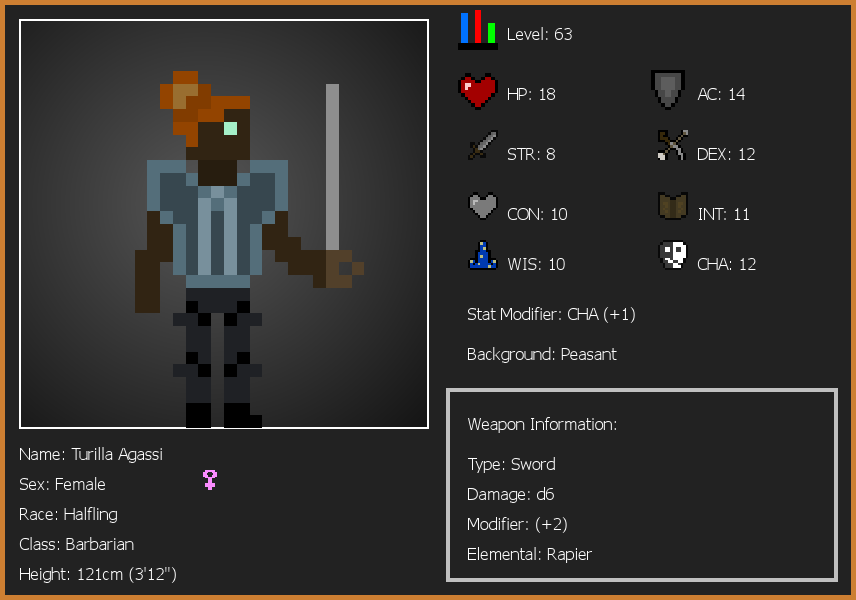 Level: 63
HP: 18
AC: 14
STR: 8
DEX: 12
CON: 10
INT: 11
WIS: 10
CHA: 12
Stat Modifier: CHA (+1)
Background: Peasant
Weapon Information:
Type: Sword
Damage: d6
Modifier: (+2)
Elemental: Rapier
Name: Turilla Agassi
Sex: Female
Race: Halfling
Class: Barbarian
Height: 121cm (3'12")